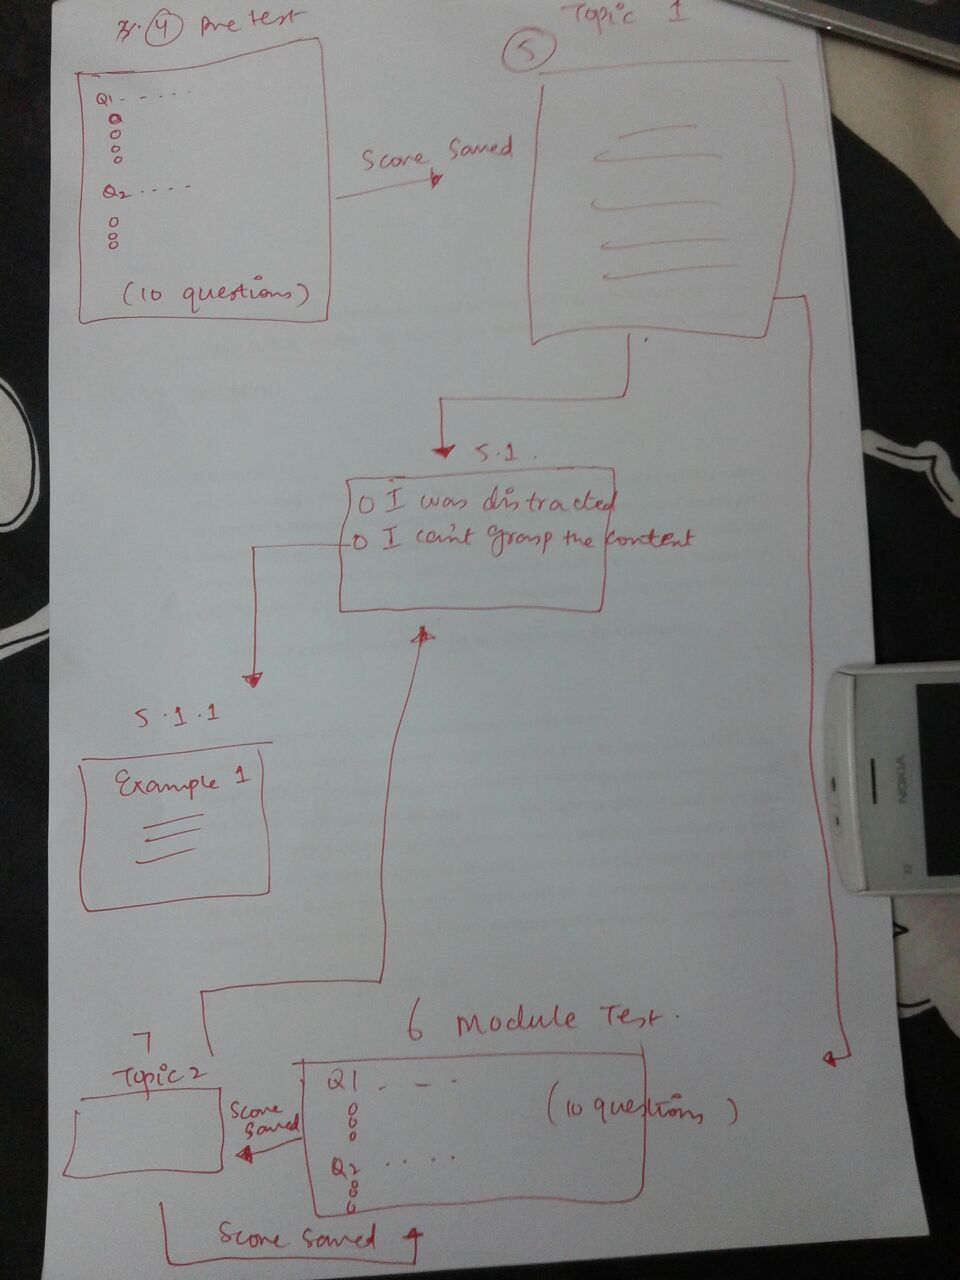 4 Pre test
Q1. - - - - -
Q2 . . . .
(10 questions)
Score Saved
Topic 1
5
5.1.
O I was distracted
O I can't grasp the content
5.1.1
Example 1
6 Module Test.
Q1 . - - .
(10 questions)
Q2 . . . . .
7
Topic 2
Score
Saved
Score Saved
NOKIA